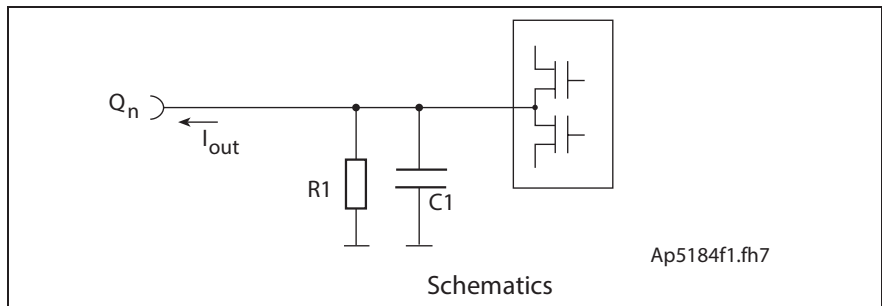 Qn
Iout
R1
C1
Ap5184f1.fh7
Schematics